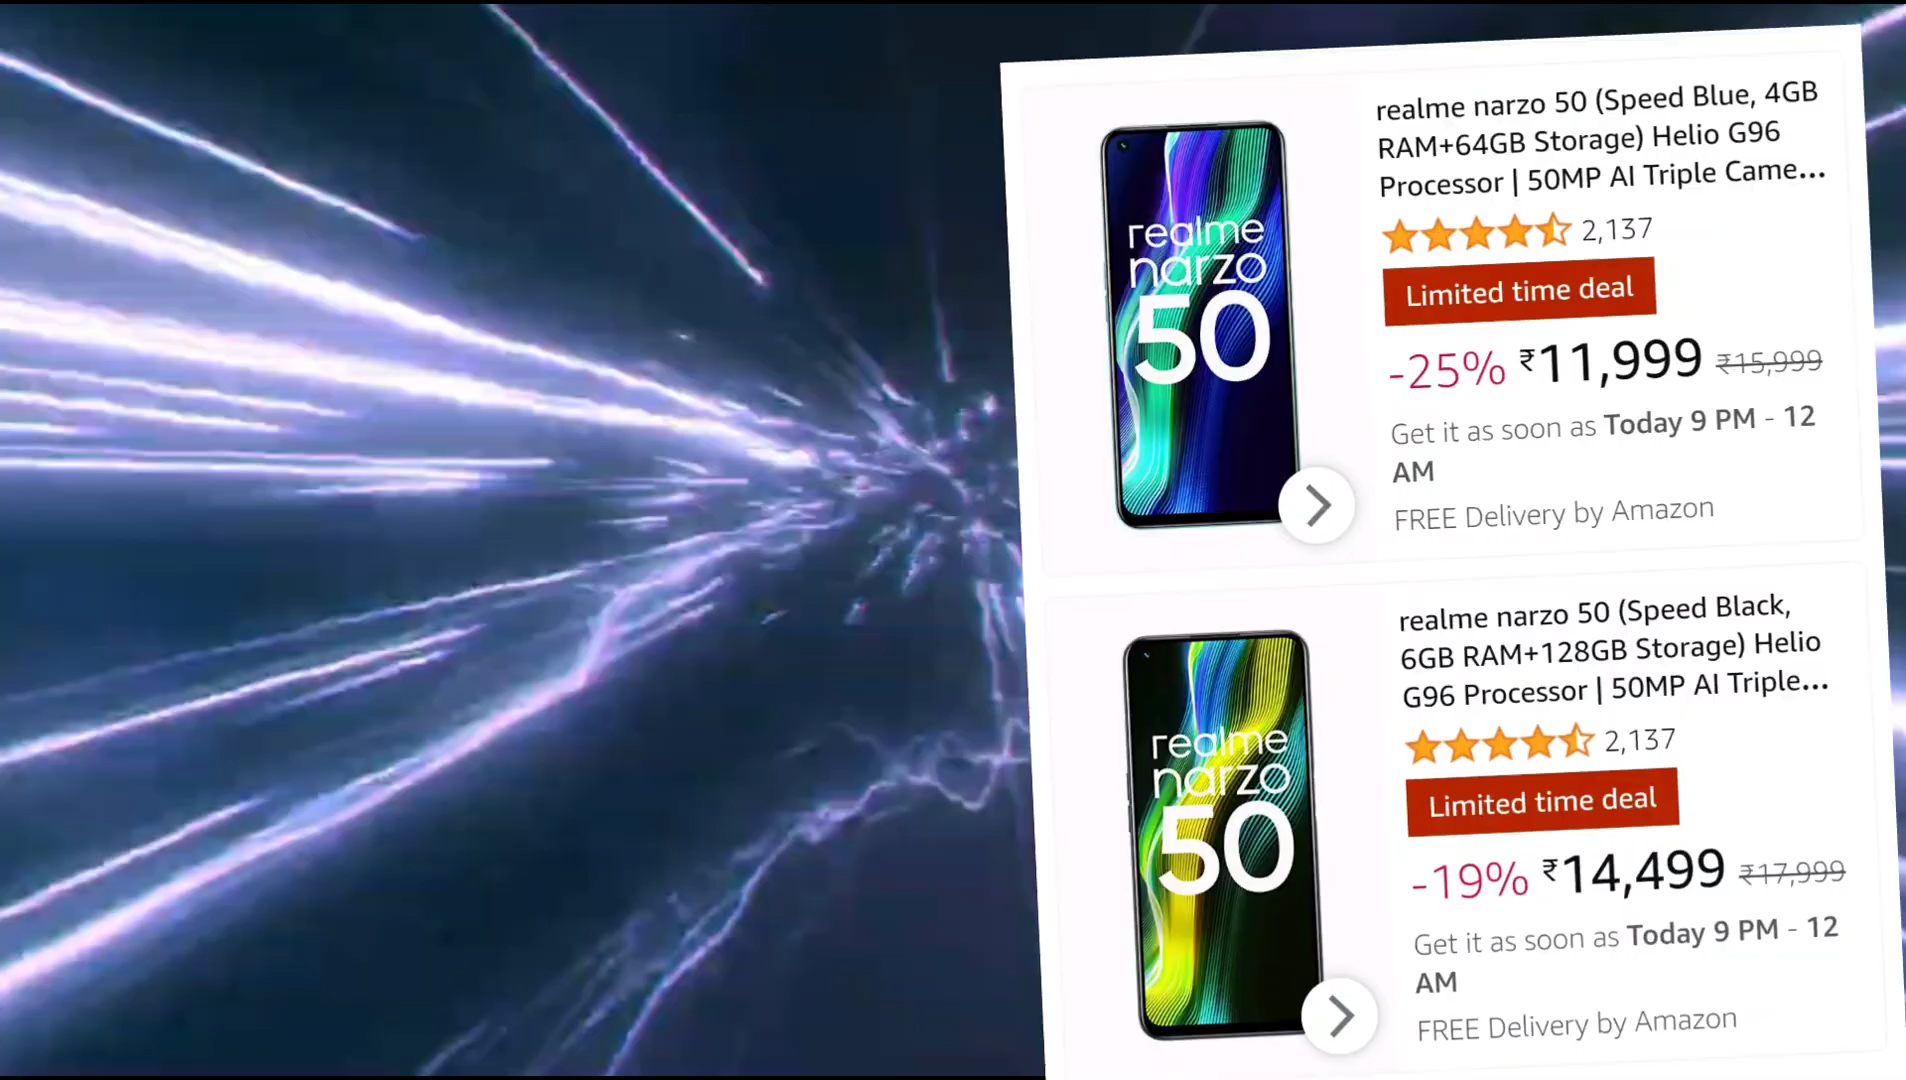 realme
narzo
50
realme narzo 50 (Speed Blue, 4GB
RAM+64GB Storage) Helio G96
Processor | 50MP AI Triple Came...
2,137
Limited time deal
-25% ₹11,999 ₹15,999
Get it as soon as Today 9 PM - 12
AM
FREE Delivery by Amazon
realme
narzo
50
realme narzo 50 (Speed Black,
6GB RAM+128GB Storage) Helio
G96 Processor | 50MP AI Triple...
2,137
Limited time deal
-19% ₹14,499 ₹17,999
Get it as soon as Today 9 PM - 12
AM
FREE Delivery by Amazon